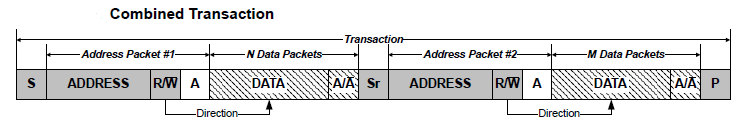 Combined Transaction
Transaction
Address Packet #1 N Data Packets Address Packet #2 M Data Packets
S ADDRESS R/W̅ A DATA A/A̅ Sr ADDRESS R/W̅ A DATA A/A̅ P
Direction Direction